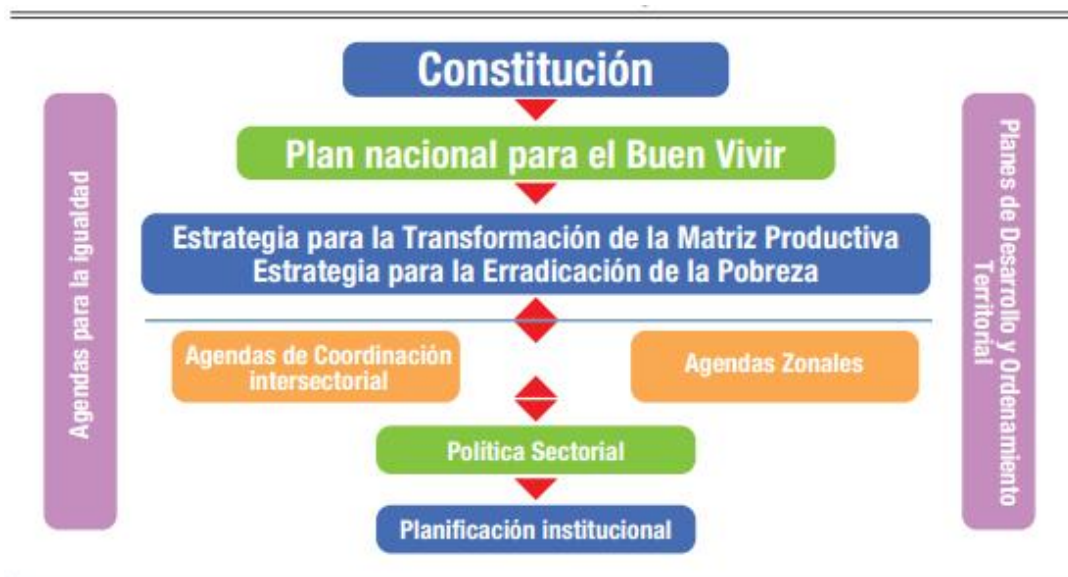 Constitución
Plan nacional para el Buen Vivir
Estrategia para la Transformación de la Matriz Productiva
Estrategia para la Erradicación de la Pobreza
Agendas de Coordinación
intersectorial
Agendas Zonales
Política Sectorial
Planificación institucional
Agendas para la igualdad
Planes de Desarrollo y Ordenamiento
Territorial